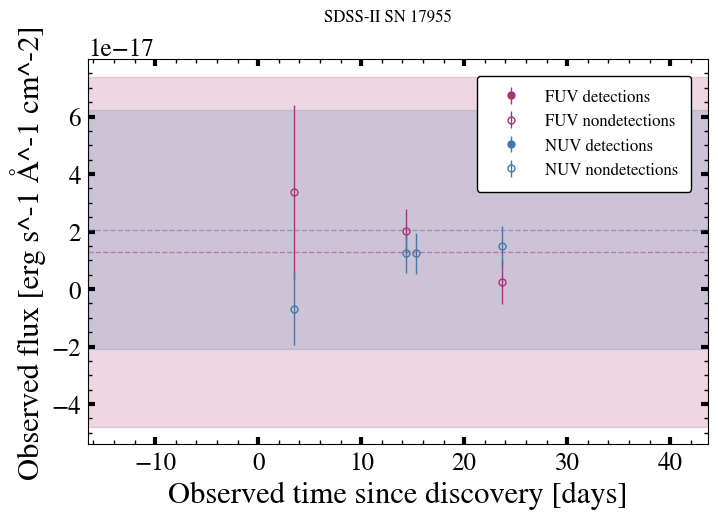 SDSS-II SN 17955
1e−17
FUV detections
FUV nondetections
NUV detections
NUV nondetections
6
4
2
0
−2
−4
−10 0 10 20 30 40
Observed time since discovery [days]
Observed flux [erg s^-1 Å^-1 cm^-2]